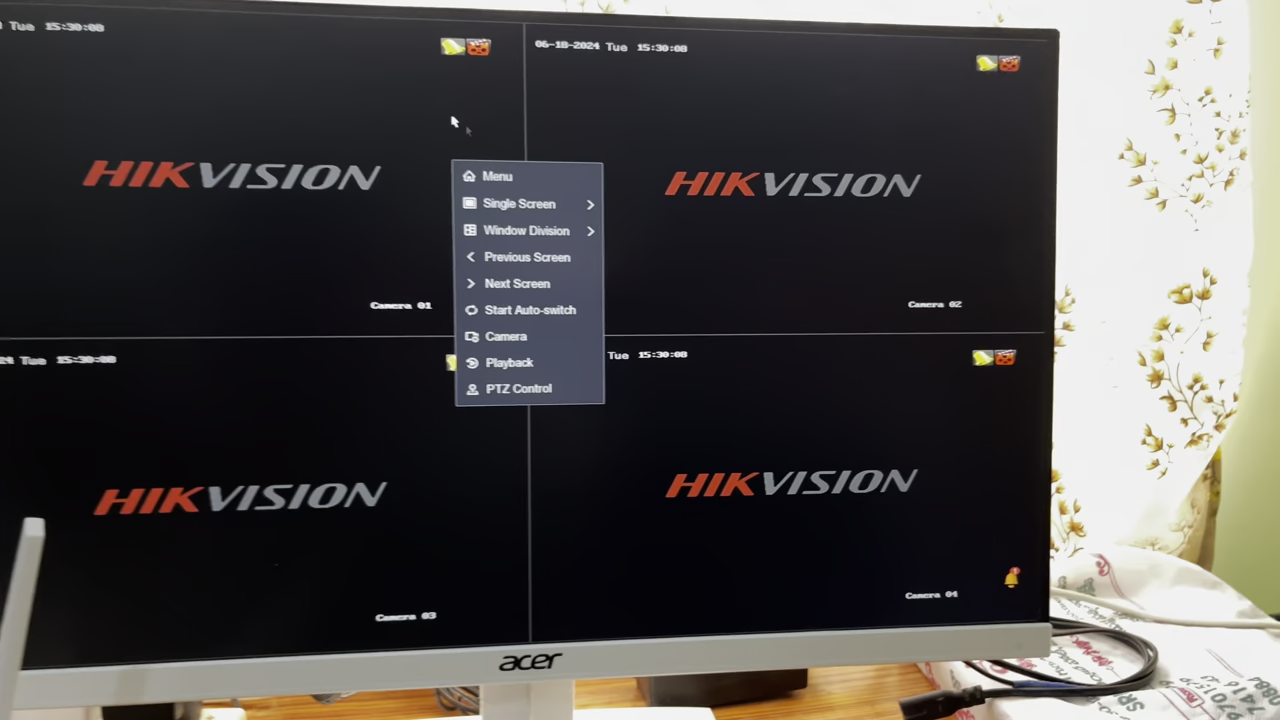 Tue 15:30:08
06-18-2024 Tue 15:30:08
HIKVISION
HIKVISION
Menu
Single Screen
Window Division
Previous Screen
Next Screen
Start Auto-switch
Camera
Playback
PTZ Control
Camera 01
Camera 02
24 Tue 15:30:08
Tue 15:30:08
HIKVISION
HIKVISION
Camera 03
Camera 04
acer